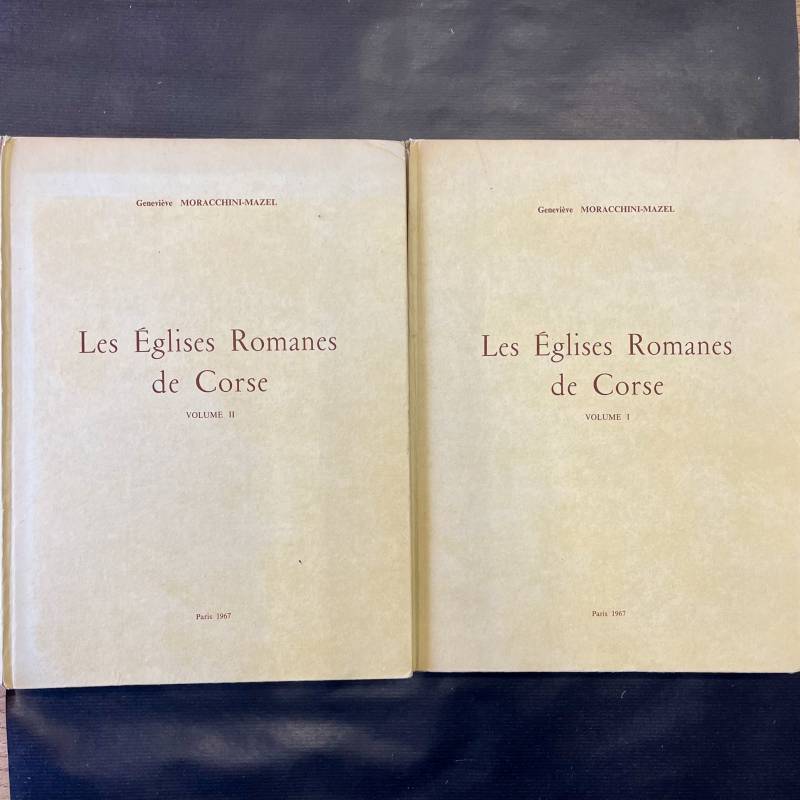 Geneviève MORACCHINI-MAZEL
Les Églises Romanes
de Corse
VOLUME II
Paris 1967
Geneviève MORACCHINI-MAZEL
Les Églises Romanes
de Corse
VOLUME I
Paris 1967